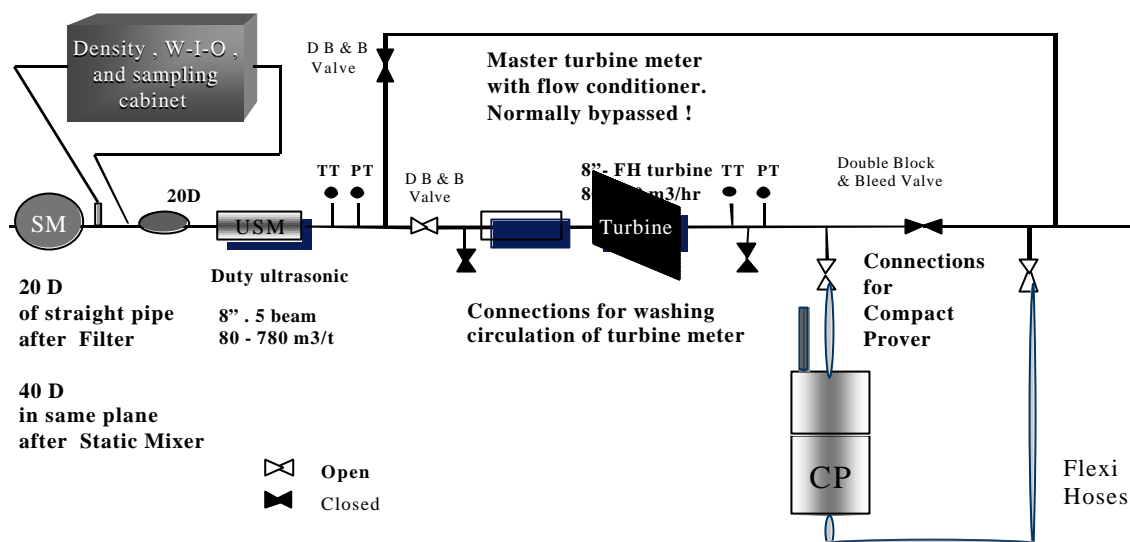 Density , W-I-O ,
and sampling
cabinet
D B & B
Valve
Master turbine meter
with flow conditioner.
Normally bypassed !
SM
20D
USM
TT PT
D B & B
Valve
8”- FH turbine
m3/hr
Turbine
TT PT
Double Block
& Bleed Valve
20 D
of straight pipe
after Filter
40 D
in same plane
after Static Mixer
Duty ultrasonic
8” . 5 beam
80 - 780 m3/t
Connections for washing
circulation of turbine meter
Connections
for
Compact
Prover
CP
Flexi
Hoses
Open
Closed